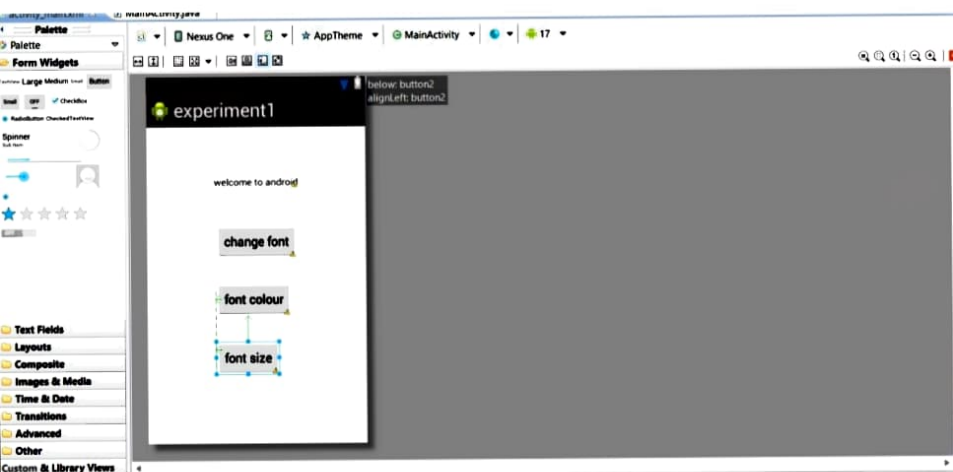 activity_main.xml MainActivity.java
Palette
Palette
Nexus One AppTheme MainActivity 17
Form Widgets
Large Medium Small Button
Small OFF CheckBox
RadioButton CheckedTextView
Spinner
Sub Item
OFF
below: button2
alignLeft: button2
experiment1
welcome to android
change font
font colour
font size
Text Fields
Layouts
Composite
Images & Media
Time & Date
Transitions
Advanced
Other
Custom & Library Views